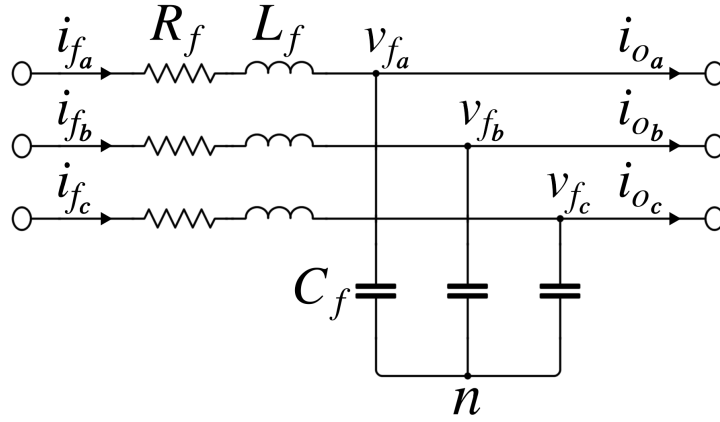 i_{f_a} R_f L_f v_{f_a} i_{o_a}
i_{f_b} v_{f_b} i_{o_b}
i_{f_c} v_{f_c} i_{o_c}
C_f
n